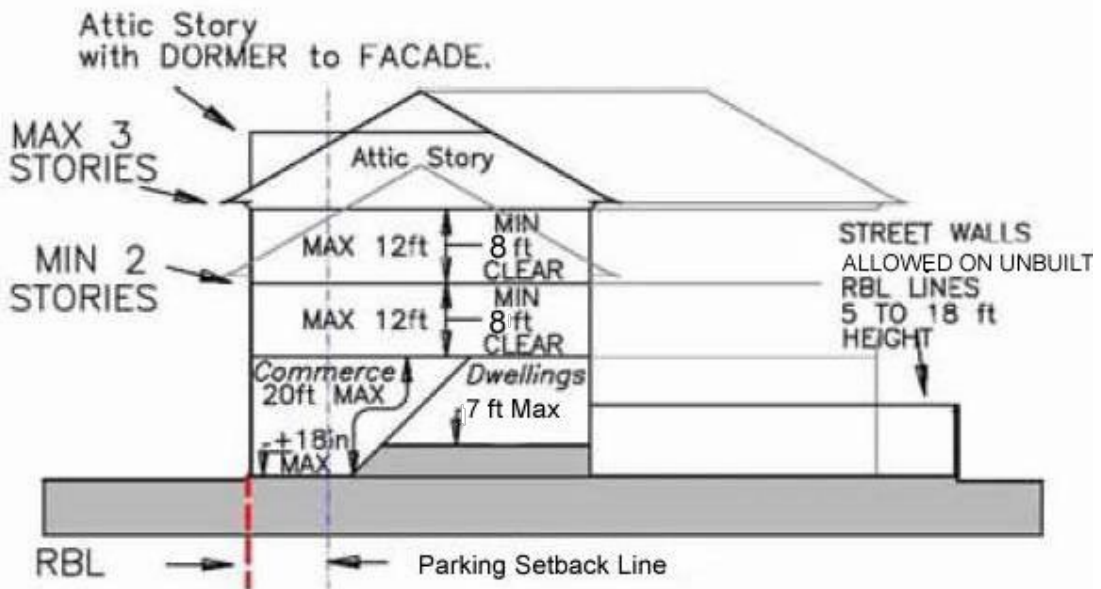 Attic Story
with DORMER to FACADE.
MAX 3
STORIES
Attic Story
MIN
MAX 12ft
8 ft
CLEAR
MIN 2
STORIES
MIN
MAX 12ft
8 ft
CLEAR
STREET WALLS
ALLOWED ON UNBUILT
RBL LINES
5 TO 18 ft
HEIGHT
Commerce
20ft MAX
Dwellings
7 ft Max
+18in
MAX
RBL
Parking Setback Line